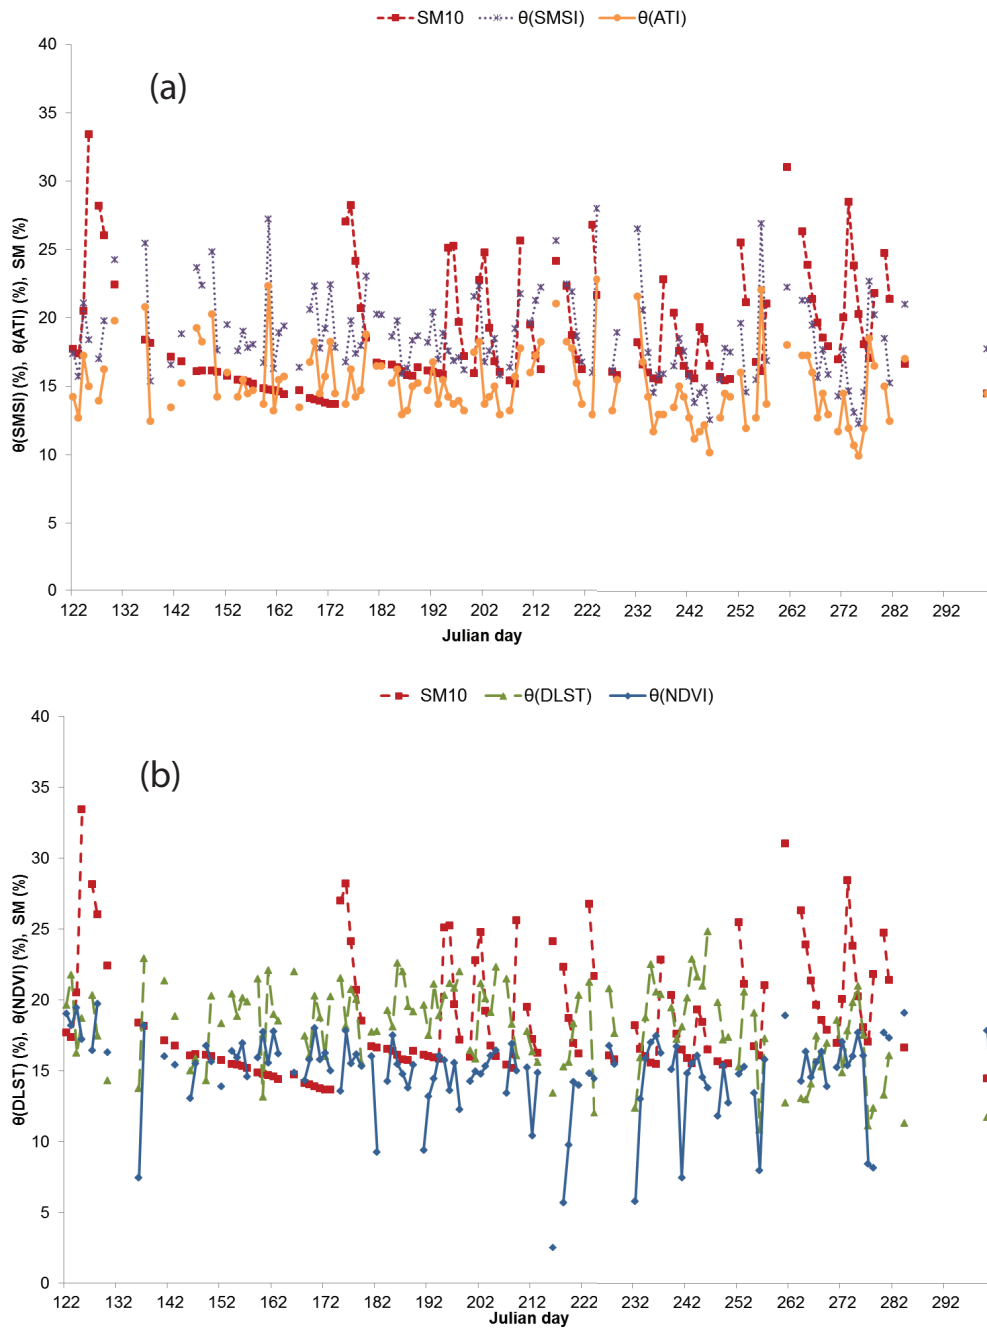 SM10 θ(SMSI) θ(ATI)
40
(a)
35
30
25
20
15
10
5
0
θ(SMSI) (%), θ(ATI) (%), SM (%)
122 132 142 152 162 172 182 192 202 212 222 232 242 252 262 272 282 292
Julian day
SM10 θ(DLST) θ(NDVI)
40
(b)
35
30
25
20
15
10
5
0
θ(DLST) (%), θ(NDVI) (%), SM (%)
122 132 142 152 162 172 182 192 202 212 222 232 242 252 262 272 282 292
Julian day